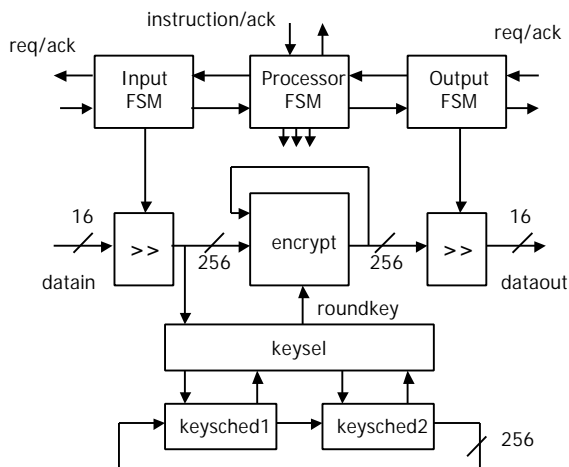 instruction/ack
req/ack
req/ack
Input
FSM
Processor
FSM
Output
FSM
16
>>
256
encrypt
256
>>
16
datain
dataout
roundkey
keysel
keysched1
keysched2
256